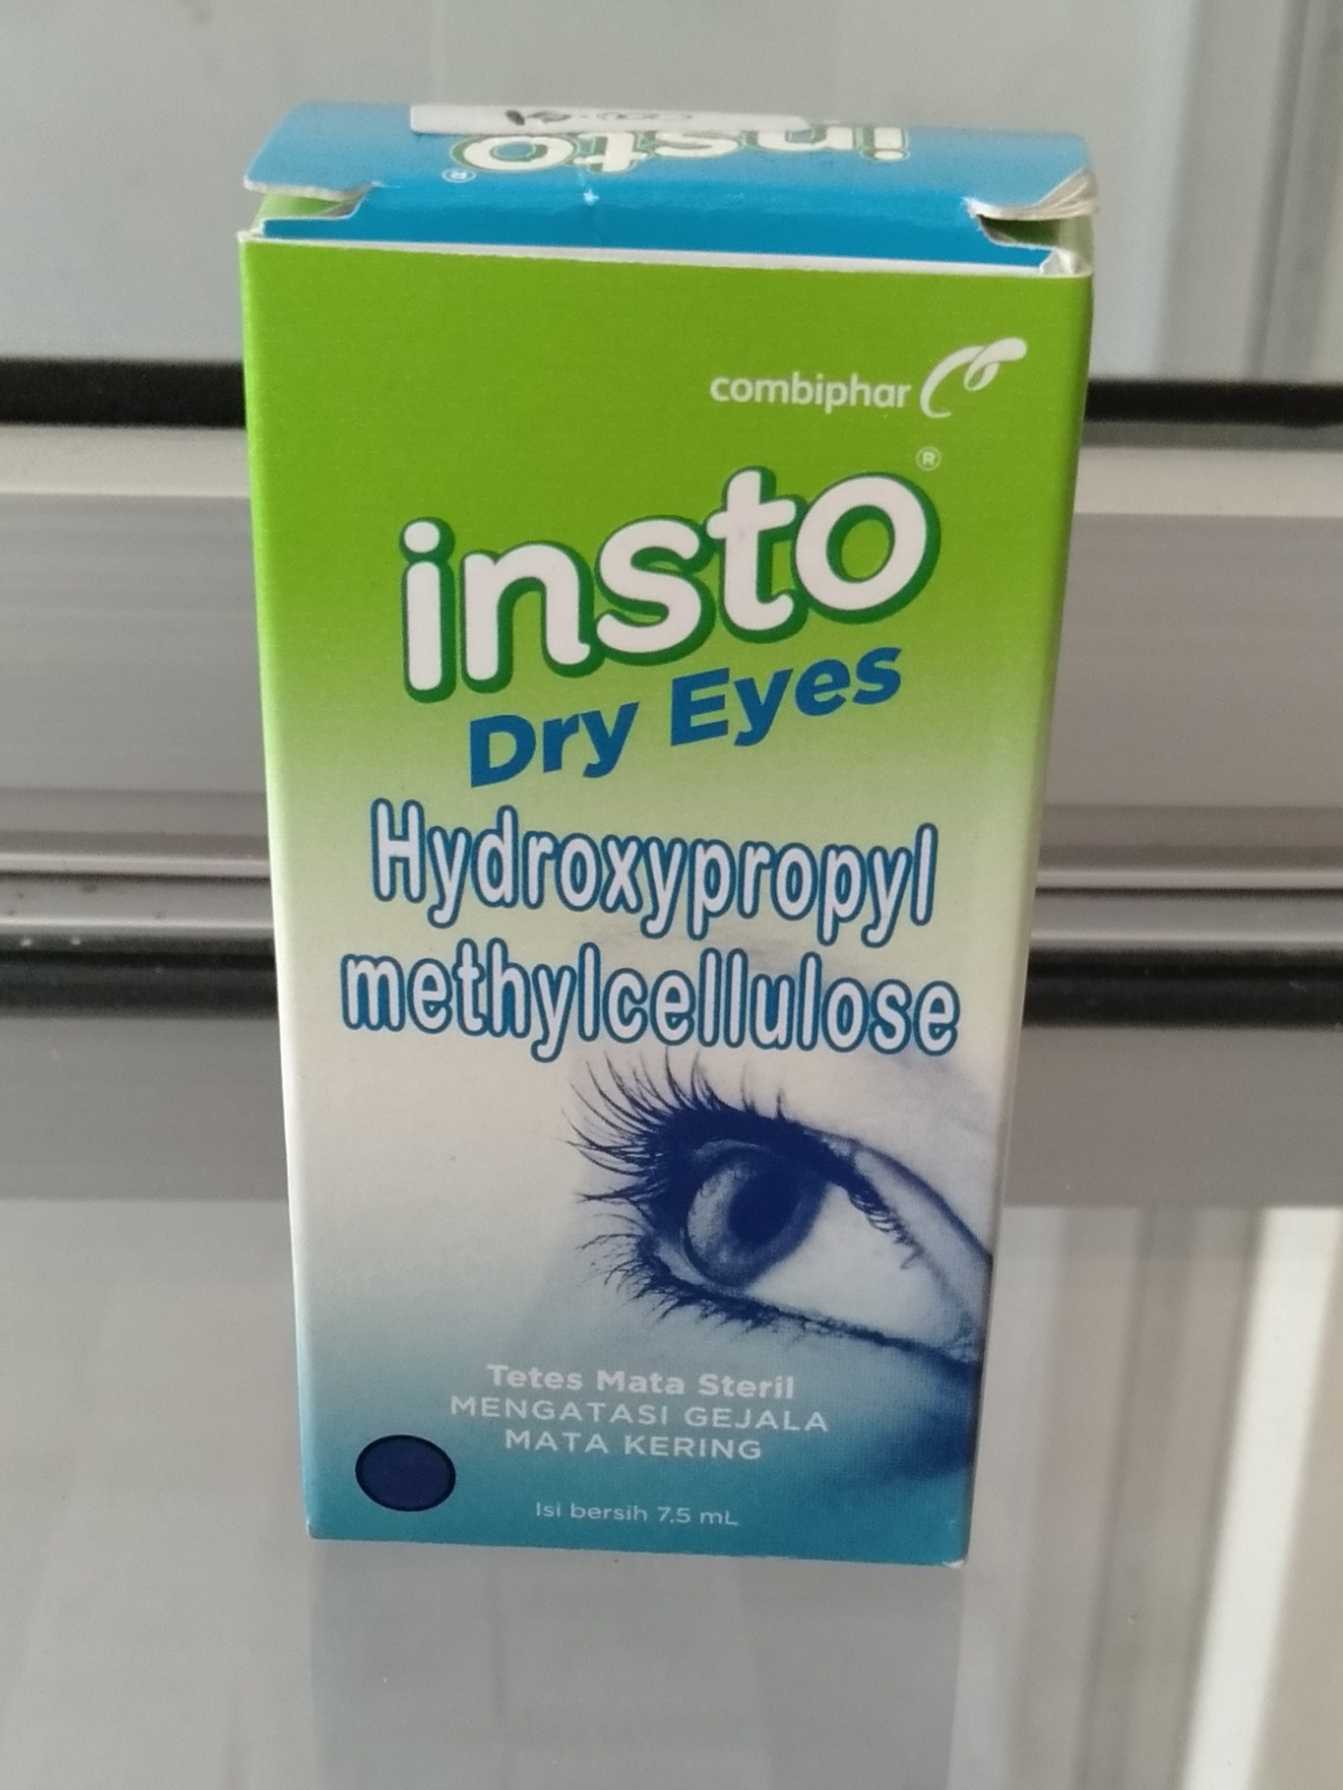 insto®
combiphar
insto®
Dry Eyes
Hydroxypropyl
methylcellulose
Tetes Mata Steril
MENGATASI GEJALA
MATA KERING
Isi bersih 7,5 mL